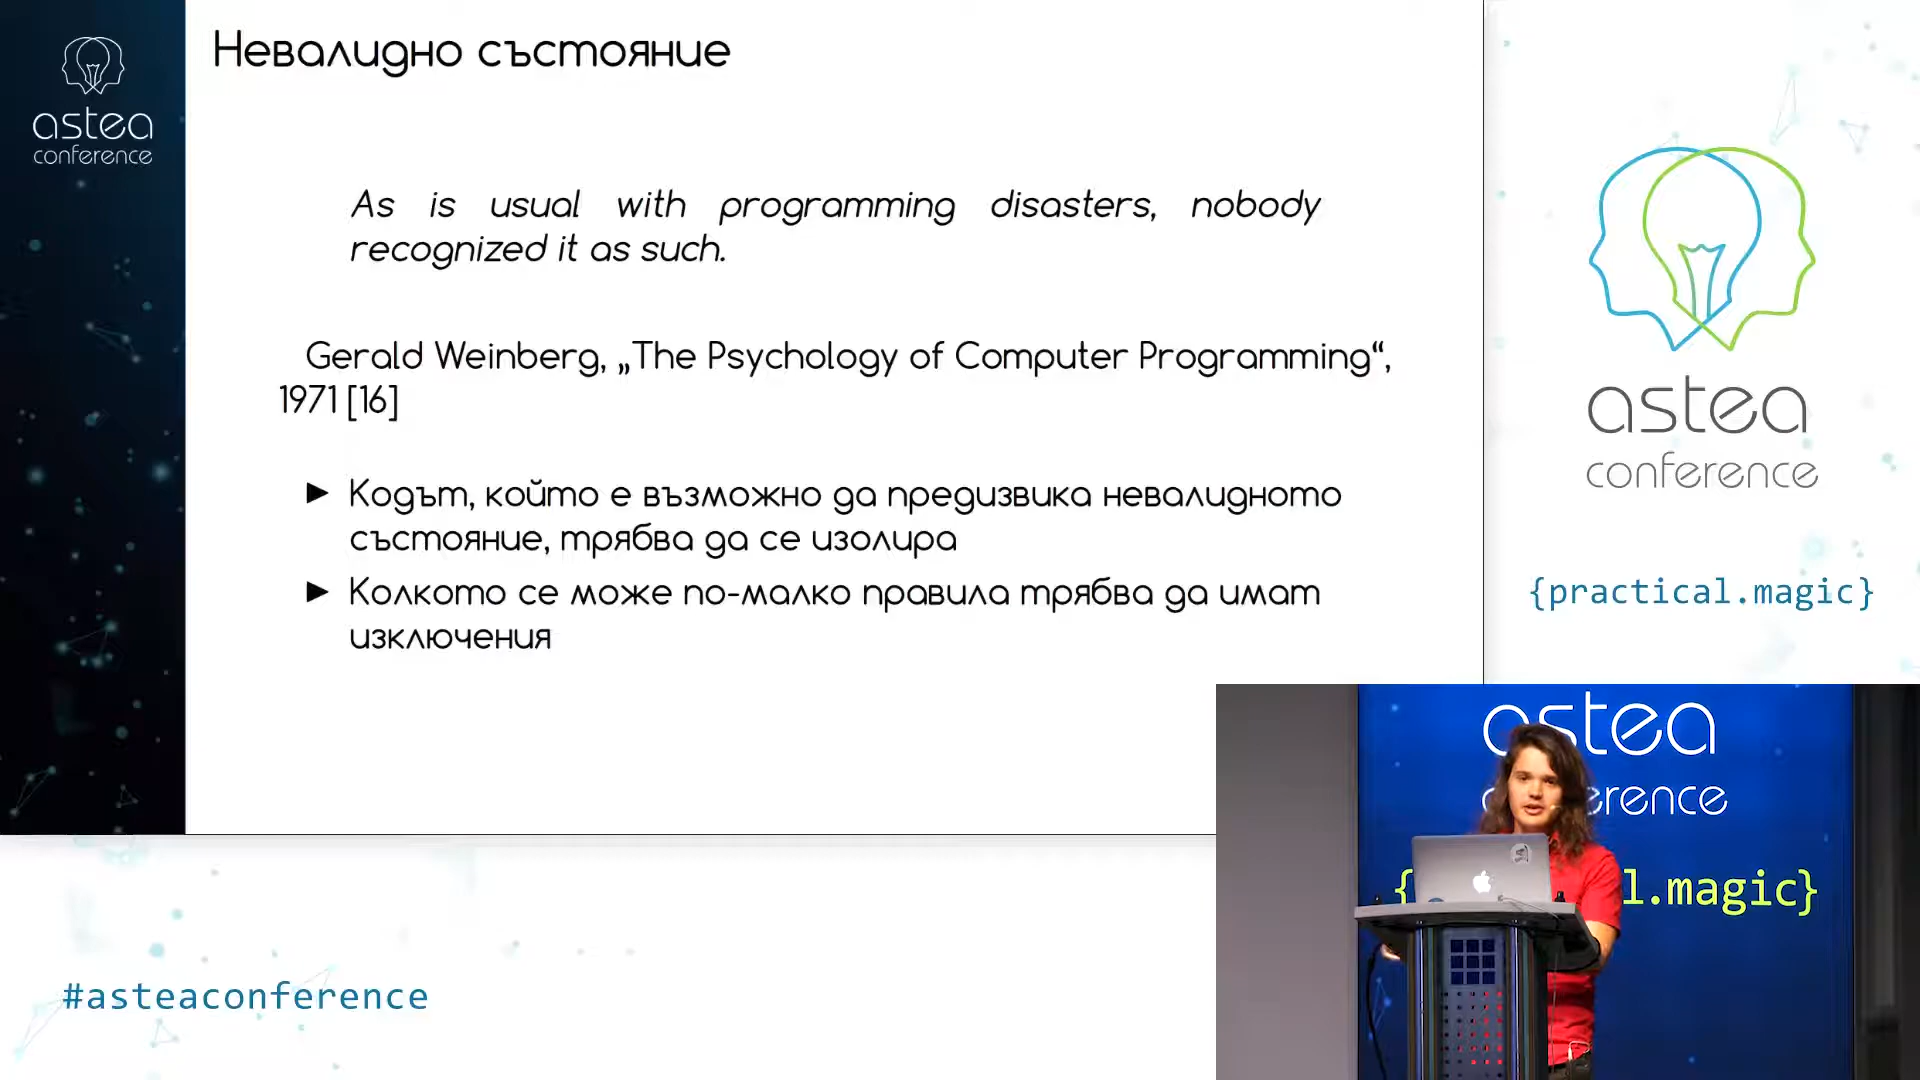 astea
conference
Невалидно състояние
As is usual with programming disasters, nobody
recognized it as such.
Gerald Weinberg, „The Psychology of Computer Programming“,
1971 [16]
► Кодът, който е възможно да предизвика невалидното
състояние, трябва да се изолира
► Колкото се може по-малко правила трябва да имат
изключения
astea
conference
{practical.magic}
#asteaconference
astea
erence
{
l.magic}